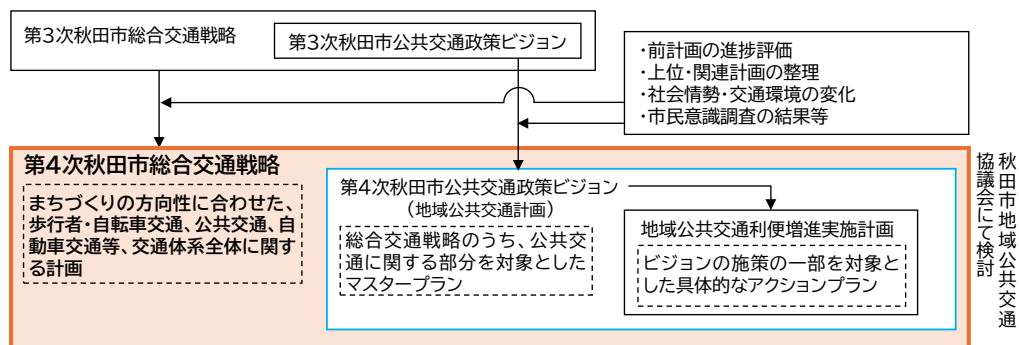 第3次秋田市総合交通戦略
第3次秋田市公共交通政策ビジョン
・前計画の進捗評価
・上位・関連計画の整理
・社会情勢・交通環境の変化
・市民意識調査の結果等
第4次秋田市総合交通戦略
まちづくりの方向性に合わせた、
歩行者・自転車交通、公共交通、自
動車交通等、交通体系全体に関す
る計画
第4次秋田市公共交通政策ビジョン
（地域公共交通計画）
総合交通戦略のうち、公共交
通に関する部分を対象とした
マスタープラン
地域公共交通利便増進実施計画
ビジョンの施策の一部を対象と
した具体的なアクションプラン
秋田市地域公共交通
協議会にて検討